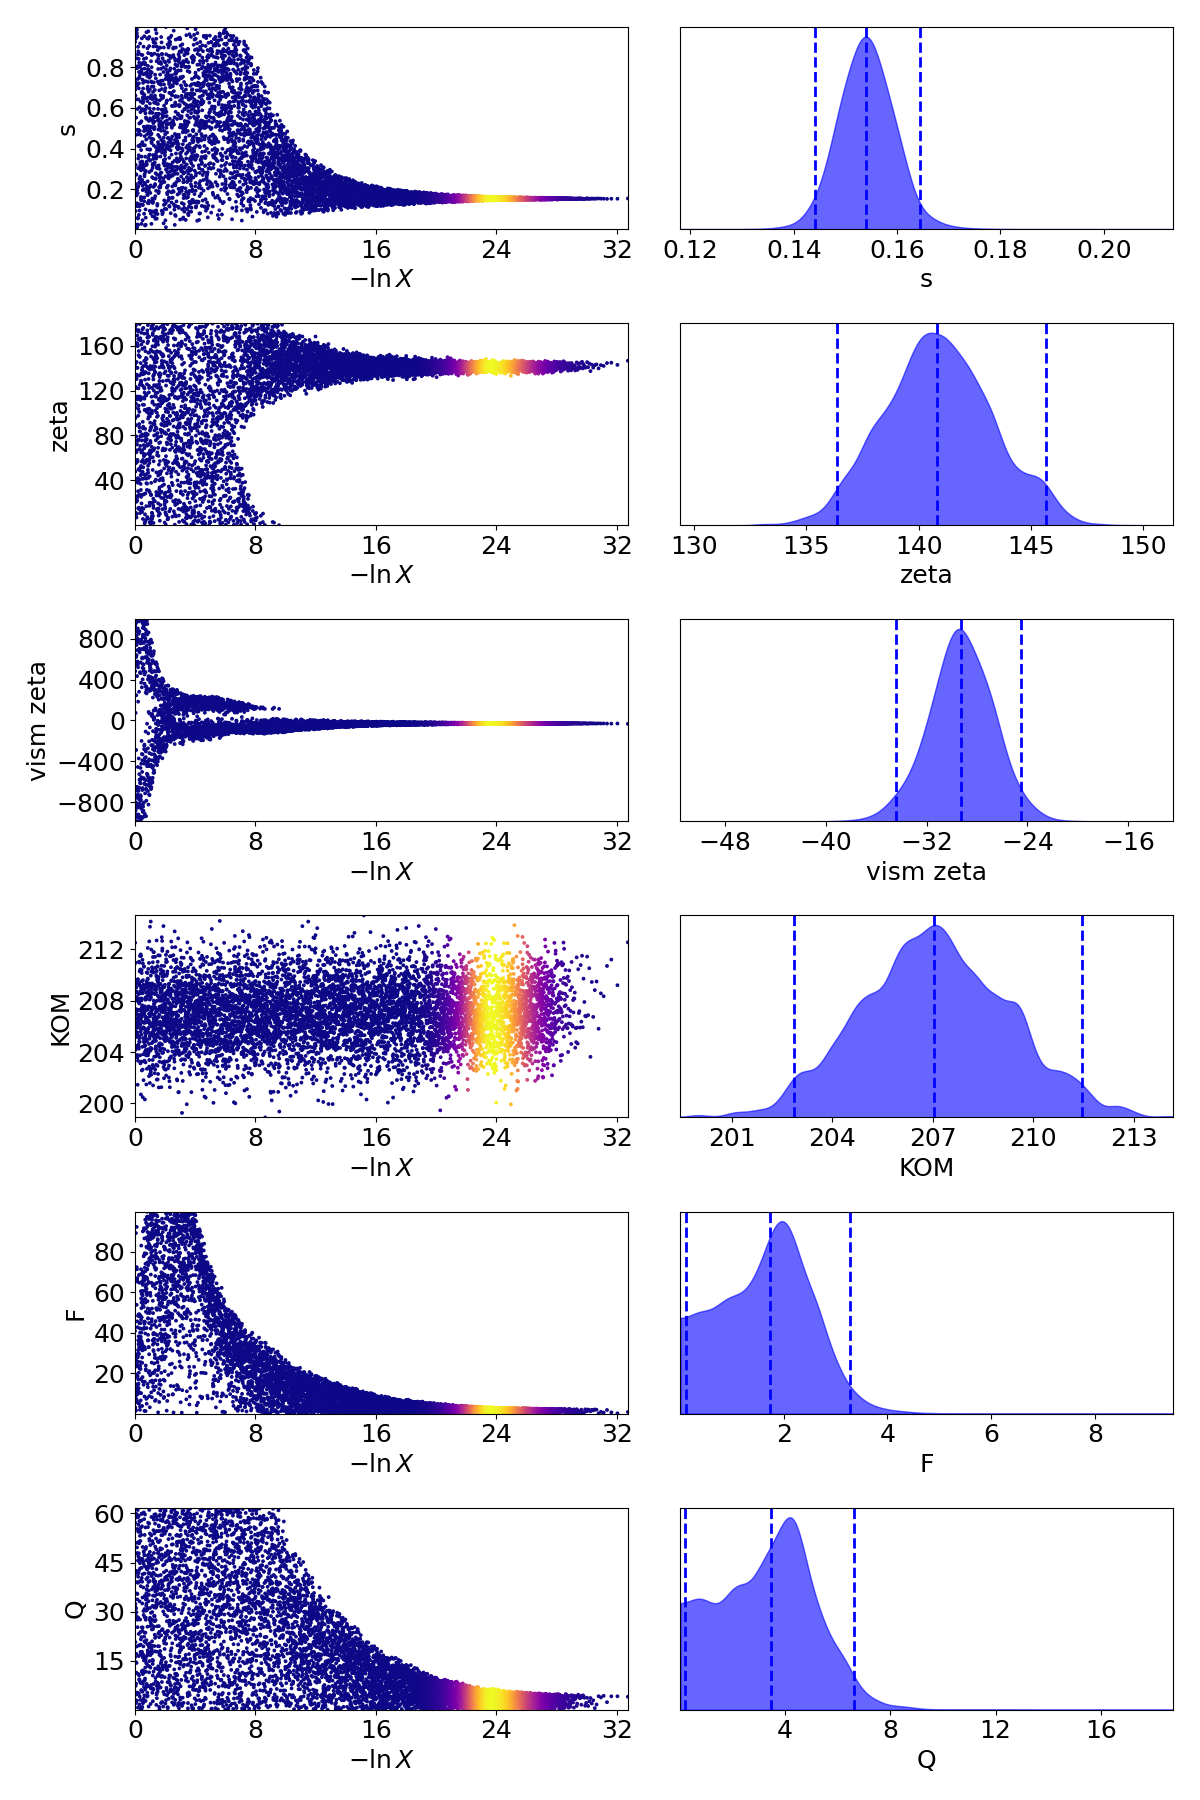 0.8
0.6
0.4
0.2
s
0 8 16 24 32
−ln X
0.12 0.14 0.16 0.18 0.20
s
160
120
80
40
zeta
0 8 16 24 32
−ln X
130 135 140 145 150
zeta
800
400
0
−400
−800
vism zeta
0 8 16 24 32
−ln X
−48 −40 −32 −24 −16
vism zeta
212
208
204
200
KOM
0 8 16 24 32
−ln X
201 204 207 210 213
KOM
80
60
40
20
F
0 8 16 24 32
−ln X
2 4 6 8
F
60
45
30
15
Q
0 8 16 24 32
−ln X
4 8 12 16
Q